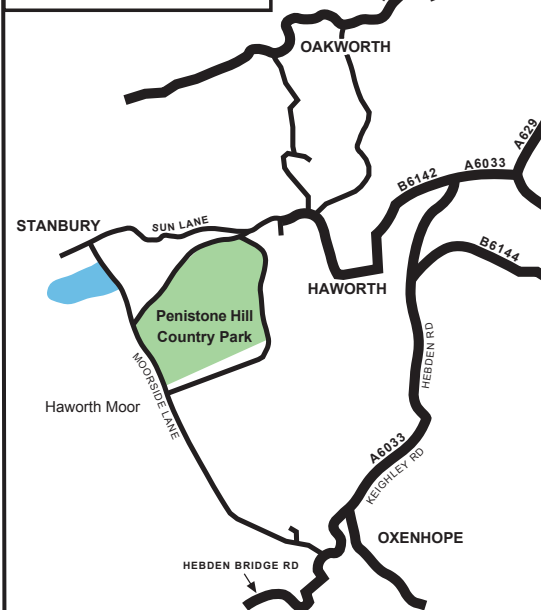 OAKWORTH
A629
A6033
B6142
STANBURY
SUN LANE
B6144
HAWORTH
Penistone Hill
Country Park
HEBDEN RD
MOORSIDE LANE
Haworth Moor
A6033
KEIGHLEY RD
OXENHOPE
HEBDEN BRIDGE RD